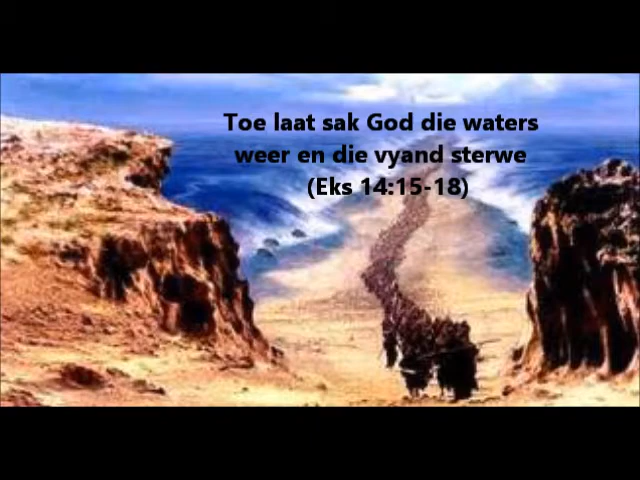 Toe laat sak God die waters
weer en die vyand sterwe
(Eks 14:15-18)